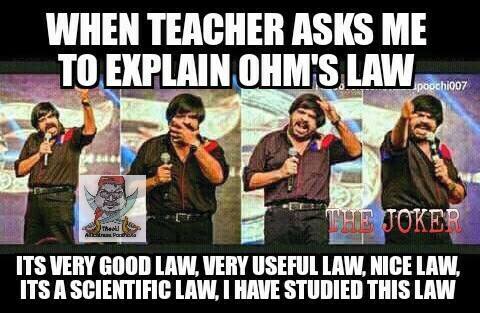 WHEN TEACHER ASKS ME
TO EXPLAIN OHM'S LAW
poochi007
THE JOKER
ITS VERY GOOD LAW, VERY USEFUL LAW, NICE LAW,
ITS A SCIENTIFIC LAW, I HAVE STUDIED THIS LAW